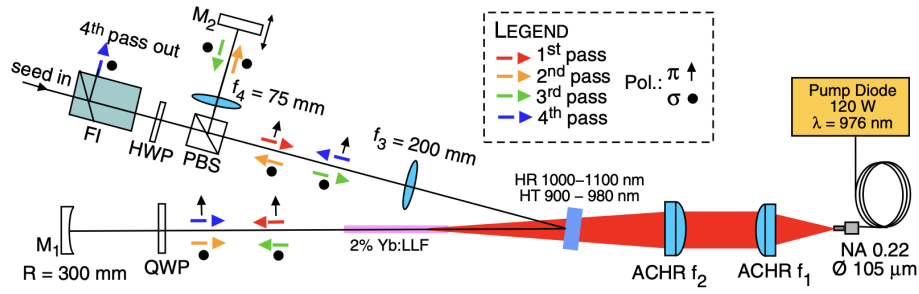 M₂
4th pass out
seed in
FI
HWP
PBS
f₄ = 75 mm
f₃ = 200 mm
LEGEND
1st pass
2nd pass
3rd pass
4th pass
Pol.: π
σ
Pump Diode
120 W
λ = 976 nm
HR 1000–1100 nm
HT 900 – 980 nm
M₁
R = 300 mm
QWP
2% Yb:LLF
ACHR f₂
ACHR f₁
NA 0.22
Ø 105 μm